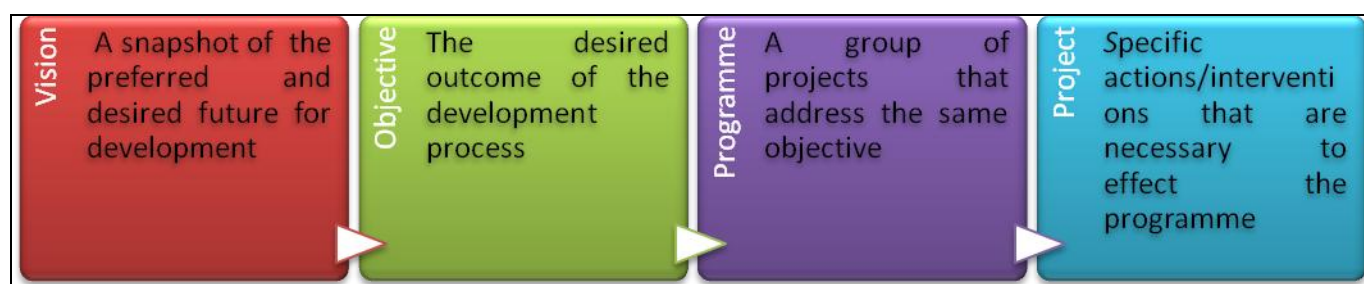 Vision
A snapshot of the
preferred and
desired future for
development
Objective
The desired
outcome of the
development
process
Programme
A group of
projects that
address the same
objective
Project
Specific
actions/interventi
ons that are
necessary to
effect the
programme